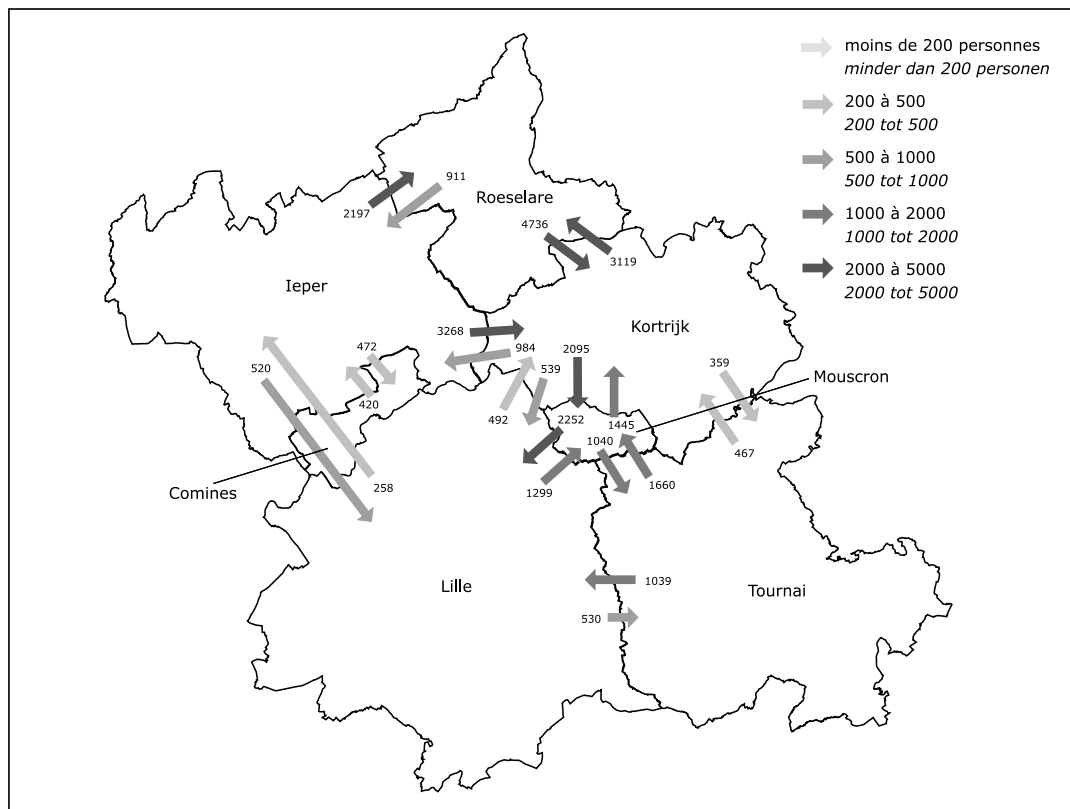 moins de 200 personnes
minder dan 200 personen
200 à 500
200 tot 500
500 à 1000
500 tot 1000
1000 à 2000
1000 tot 2000
2000 à 5000
2000 tot 5000
911
Roeselare
2197
4736
3119
Ieper
Kortrijk
3268
472
984
2095
359
Mouscron
520
539
420
492
2252
1445
1040
467
Comines
258
1299
1660
Lille
1039
Tournai
530